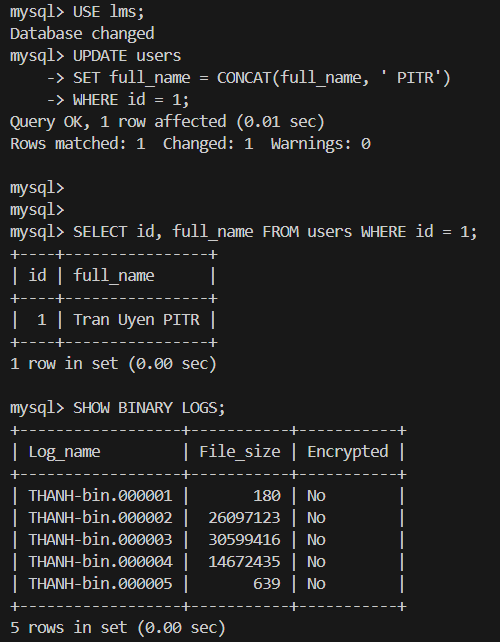 mysql> USE lms;
Database changed
mysql> UPDATE users
    -> SET full_name = CONCAT(full_name, ' PITR')
    -> WHERE id = 1;
Query OK, 1 row affected (0.01 sec)
Rows matched: 1  Changed: 1  Warnings: 0

mysql>
mysql>
mysql> SELECT id, full_name FROM users WHERE id = 1;
+----+----------------+
| id | full_name      |
+----+----------------+
|  1 | Tran Uyen PITR |
+----+----------------+
1 row in set (0.00 sec)

mysql> SHOW BINARY LOGS;
+------------------+-----------+-----------+
| Log_name         | File_size | Encrypted |
+------------------+-----------+-----------+
| THANH-bin.000001 |       180 | No        |
| THANH-bin.000002 |  26097123 | No        |
| THANH-bin.000003 |  30599416 | No        |
| THANH-bin.000004 |  14672435 | No        |
| THANH-bin.000005 |       639 | No        |
+------------------+-----------+-----------+
5 rows in set (0.00 sec)